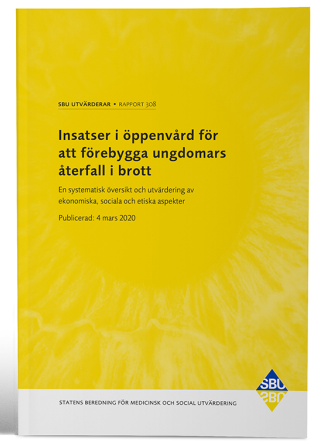 SBU UTVÄRDERAR • RAPPORT 308
Insatser i öppenvård för
att förebygga ungdomars
återfall i brott
En systematisk översikt och utvärdering av
ekonomiska, sociala och etiska aspekter
Publicerad: 4 mars 2020
SBU
STATENS BEREDNING FÖR MEDICINSK OCH SOCIAL UTVÄRDERING